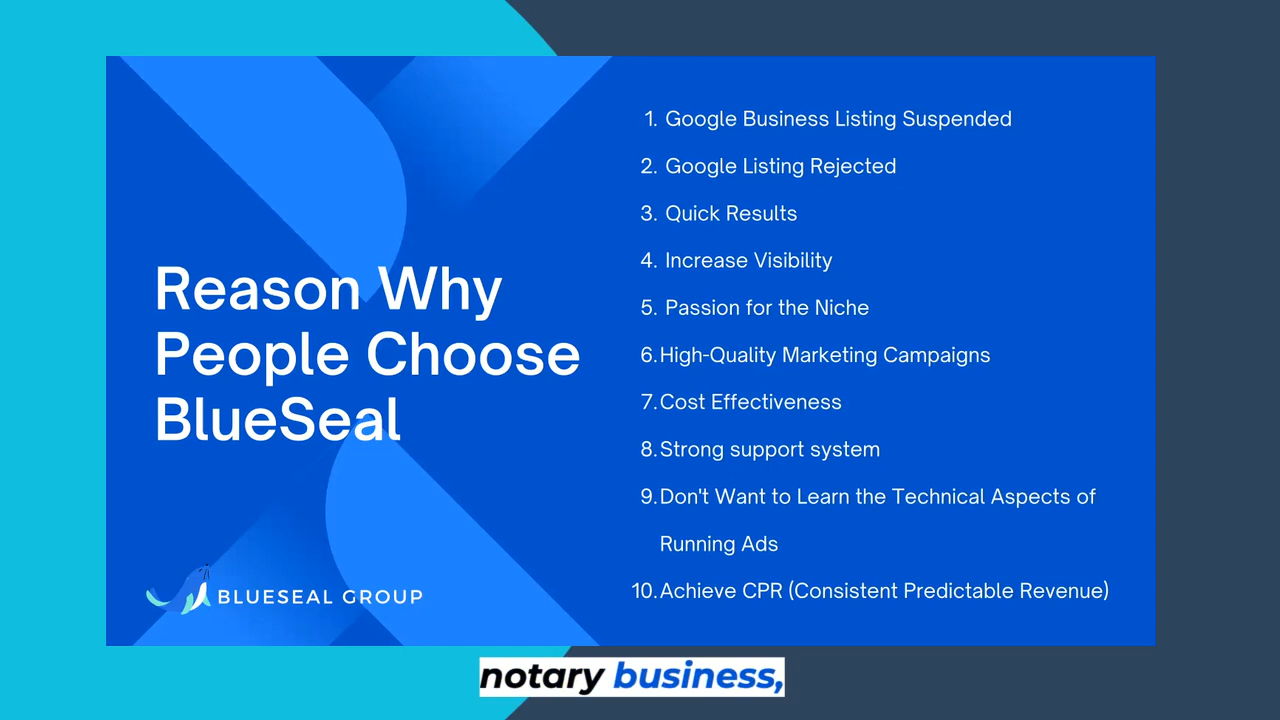 Reason Why
People Choose
BlueSeal
BLUESEAL GROUP
1. Google Business Listing Suspended
2. Google Listing Rejected
3. Quick Results
4. Increase Visibility
5. Passion for the Niche
6. High-Quality Marketing Campaigns
7. Cost Effectiveness
8. Strong support system
9. Don't Want to Learn the Technical Aspects of
Running Ads
10. Achieve CPR (Consistent Predictable Revenue)
notary business,